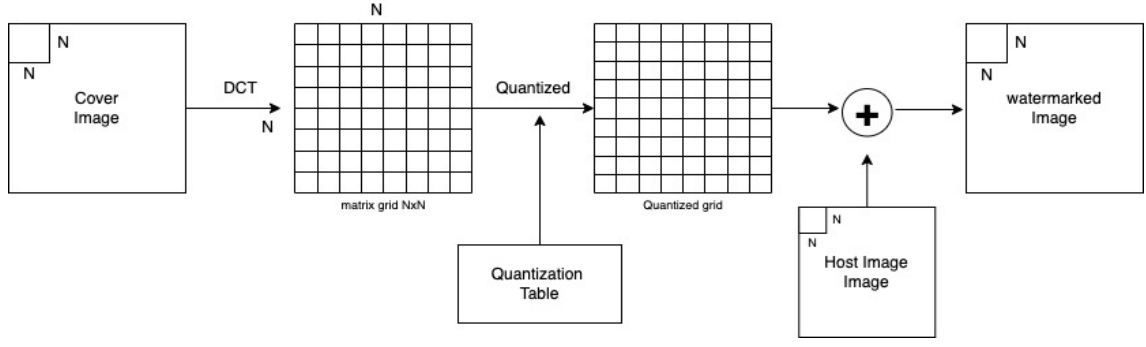 N
N
N
Cover
Image
DCT
N
matrix grid NxN
Quantized
Quantization
Table
Quantized grid
+
N
N
Host Image
Image
N
N
watermarked
Image